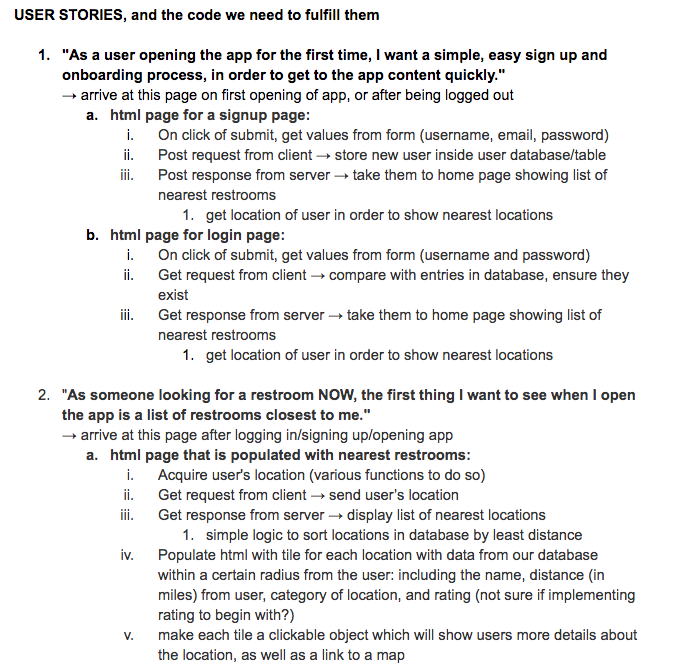 USER STORIES, and the code we need to fulfill them
1. "As a user opening the app for the first time, I want a simple, easy sign up and
onboarding process, in order to get to the app content quickly."
→ arrive at this page on first opening of app, or after being logged out
a. html page for a signup page:
i. On click of submit, get values from form (username, email, password)
ii. Post request from client → store new user inside user database/table
iii. Post response from server → take them to home page showing list of
nearest restrooms
1. get location of user in order to show nearest locations
b. html page for login page:
i. On click of submit, get values from form (username and password)
ii. Get request from client → compare with entries in database, ensure they
exist
iii. Get response from server → take them to home page showing list of
nearest restrooms
1. get location of user in order to show nearest locations
2. "As someone looking for a restroom NOW, the first thing I want to see when I open
the app is a list of restrooms closest to me."
→ arrive at this page after logging in/signing up/opening app
a. html page that is populated with nearest restrooms:
i. Acquire user's location (various functions to do so)
ii. Get request from client → send user's location
iii. Get response from server → display list of nearest locations
1. simple logic to sort locations in database by least distance
iv. Populate html with tile for each location with data from our database
within a certain radius from the user: including the name, distance (in
miles) from user, category of location, and rating (not sure if implementing
rating to begin with?)
v. make each tile a clickable object which will show users more details about
the location, as well as a link to a map